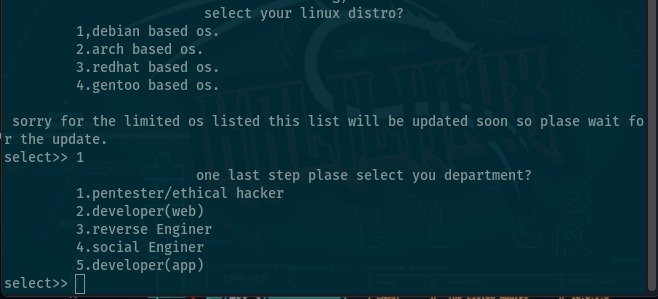 select your linux distro?
1,debian based os.
2.arch based os.
3.redhat based os.
4.gentoo based os.
sorry for the limited os listed this list will be updated soon so plase wait fo
r the update.
select>> 1
one last step plase select you department?
1.pentester/ethical hacker
2.developer(web)
3.reverse Enginer
4.social Enginer
5.developer(app)
select>>